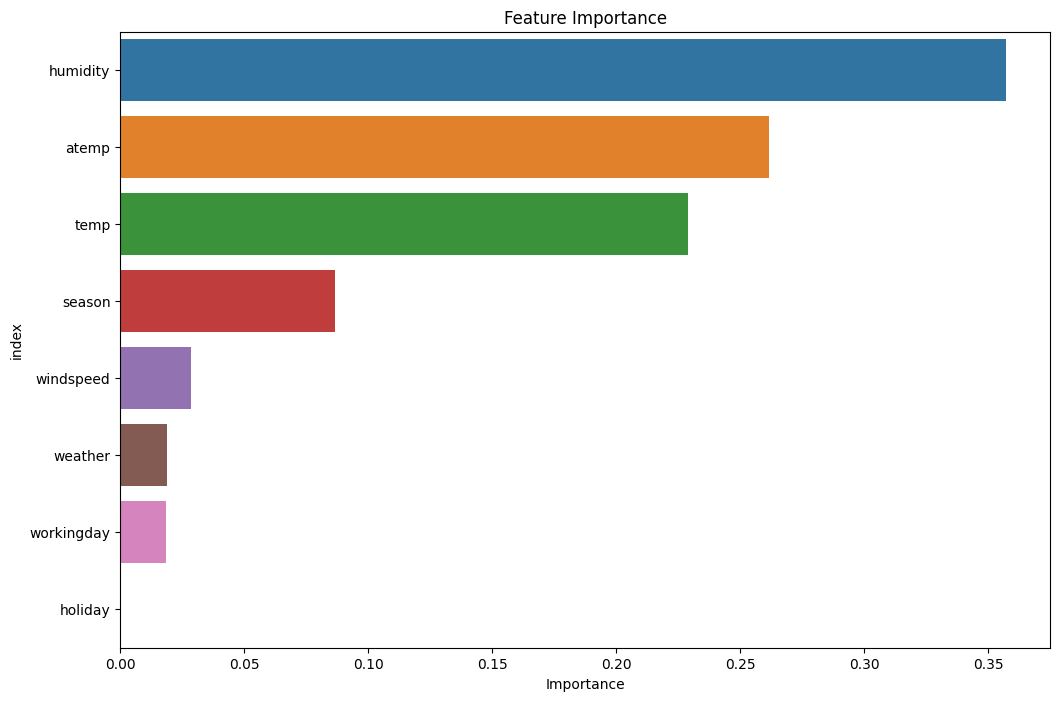 Feature Importance
humidity
atemp
temp
season
windspeed
weather
workingday
holiday
index
0.00 0.05 0.10 0.15 0.20 0.25 0.30 0.35
Importance